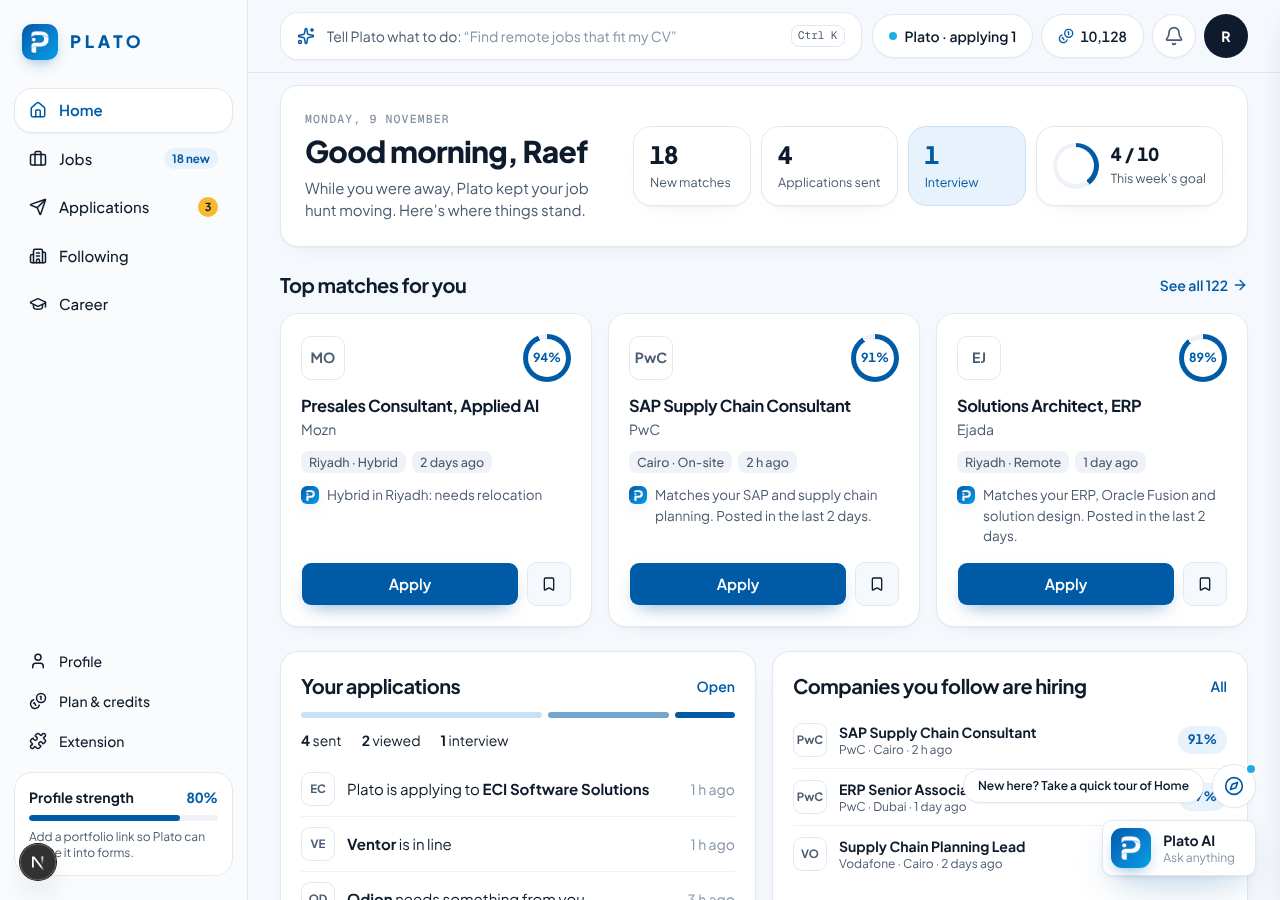 PLATO
Tell Plato what to do: “Find remote jobs that fit my CV”
Ctrl K
Plato · applying 1
10,128
R
Home
Jobs
18 new
Applications
3
Following
Career
MONDAY, 9 NOVEMBER
Good morning, Raef
While you were away, Plato kept your job
hunt moving. Here’s where things stand.
18
New matches
4
Applications sent
1
Interview
4 / 10
This week’s goal
Top matches for you
See all 122
MO
94%
Presales Consultant, Applied AI
Mozn
Riyadh · Hybrid
2 days ago
Hybrid in Riyadh: needs relocation
Apply
PwC
91%
SAP Supply Chain Consultant
PwC
Cairo · On-site
2 h ago
Matches your SAP and supply chain
planning. Posted in the last 2 days.
Apply
EJ
89%
Solutions Architect, ERP
Ejada
Riyadh · Remote
1 day ago
Matches your ERP, Oracle Fusion and
solution design. Posted in the last 2
days.
Apply
Your applications
Open
4 sent
2 viewed
1 interview
EC
Plato is applying to ECI Software Solutions
1 h ago
VE
Ventor is in line
1 h ago
Odion needs something from you
3 h ago
Companies you follow are hiring
All
PwC
SAP Supply Chain Consultant
PwC · Cairo · 2 h ago
91%
PwC
ERP Senior
PwC · Dubai · 1 day ago
VO
Supply Chain Planning Lead
Vodafone · Cairo · 2 days ago
New here? Take a quick tour of Home
Plato AI
Ask anything
Profile
Plan & credits
Extension
Profile strength
80%
Add a portfolio link so Plato can
it into forms.
N